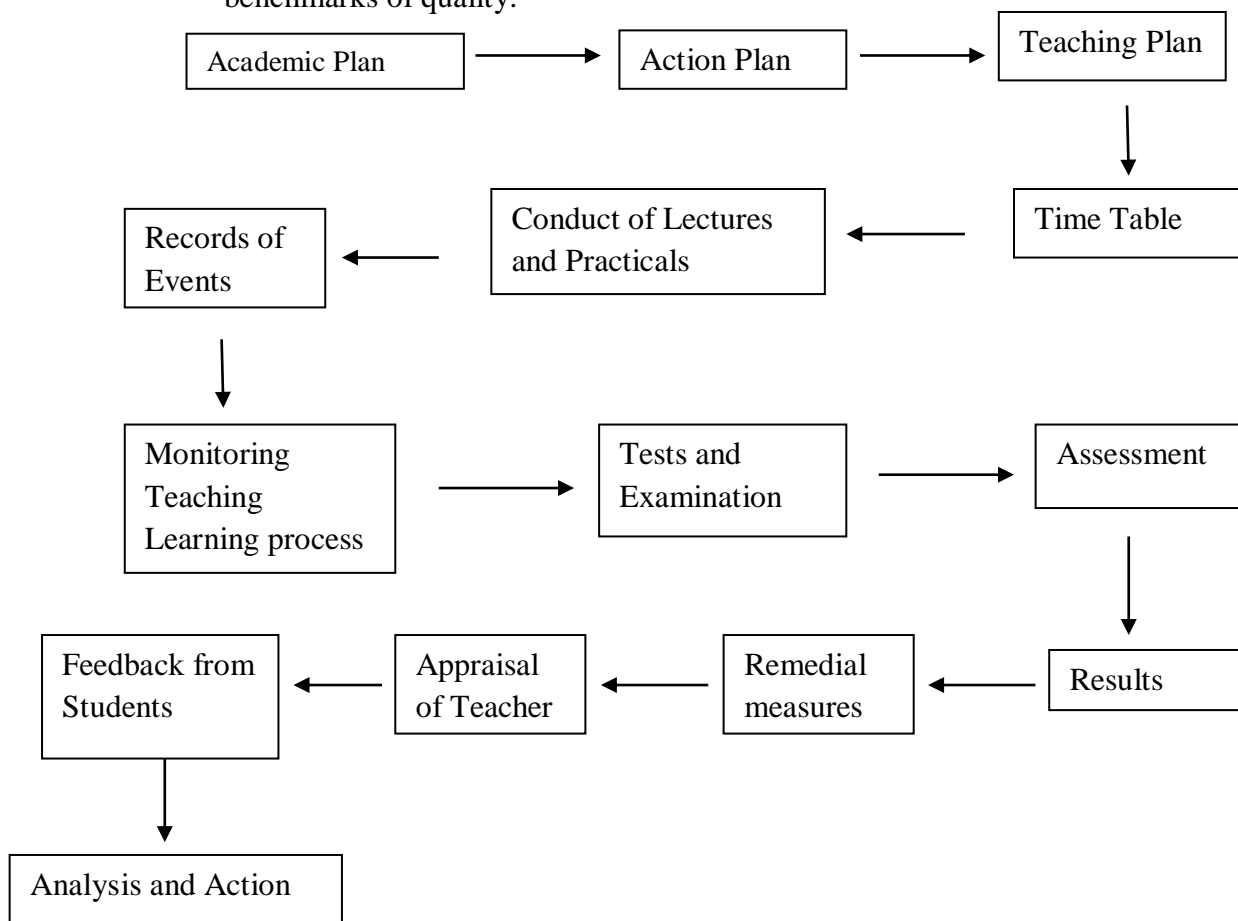 benchmarks of quality.
Academic Plan
Action Plan
Teaching Plan
Time Table
Conduct of Lectures
and Practicals
Records of
Events
Monitoring
Teaching
Learning process
Tests and
Examination
Assessment
Results
Remedial
measures
Appraisal
of Teacher
Feedback from
Students
Analysis and Action